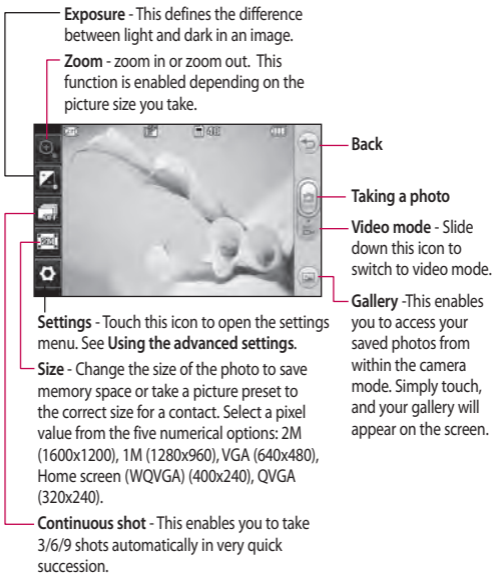 Exposure - This defines the difference
between light and dark in an image.
Zoom - zoom in or zoom out. This
function is enabled depending on the
picture size you take.
Back
Taking a photo
Video mode - Slide
down this icon to
switch to video mode.
Gallery -This enables
you to access your
saved photos from
within the camera
mode. Simply touch,
and your gallery will
appear on the screen.
Settings - Touch this icon to open the settings
menu. See Using the advanced settings.
Size - Change the size of the photo to save
memory space or take a picture preset to
the correct size for a contact. Select a pixel
value from the five numerical options: 2M
(1600x1200), 1M (1280x960), VGA (640x480),
Home screen (WQVGA) (400x240), QVGA
(320x240).
Continuous shot - This enables you to take
3/6/9 shots automatically in very quick
succession.